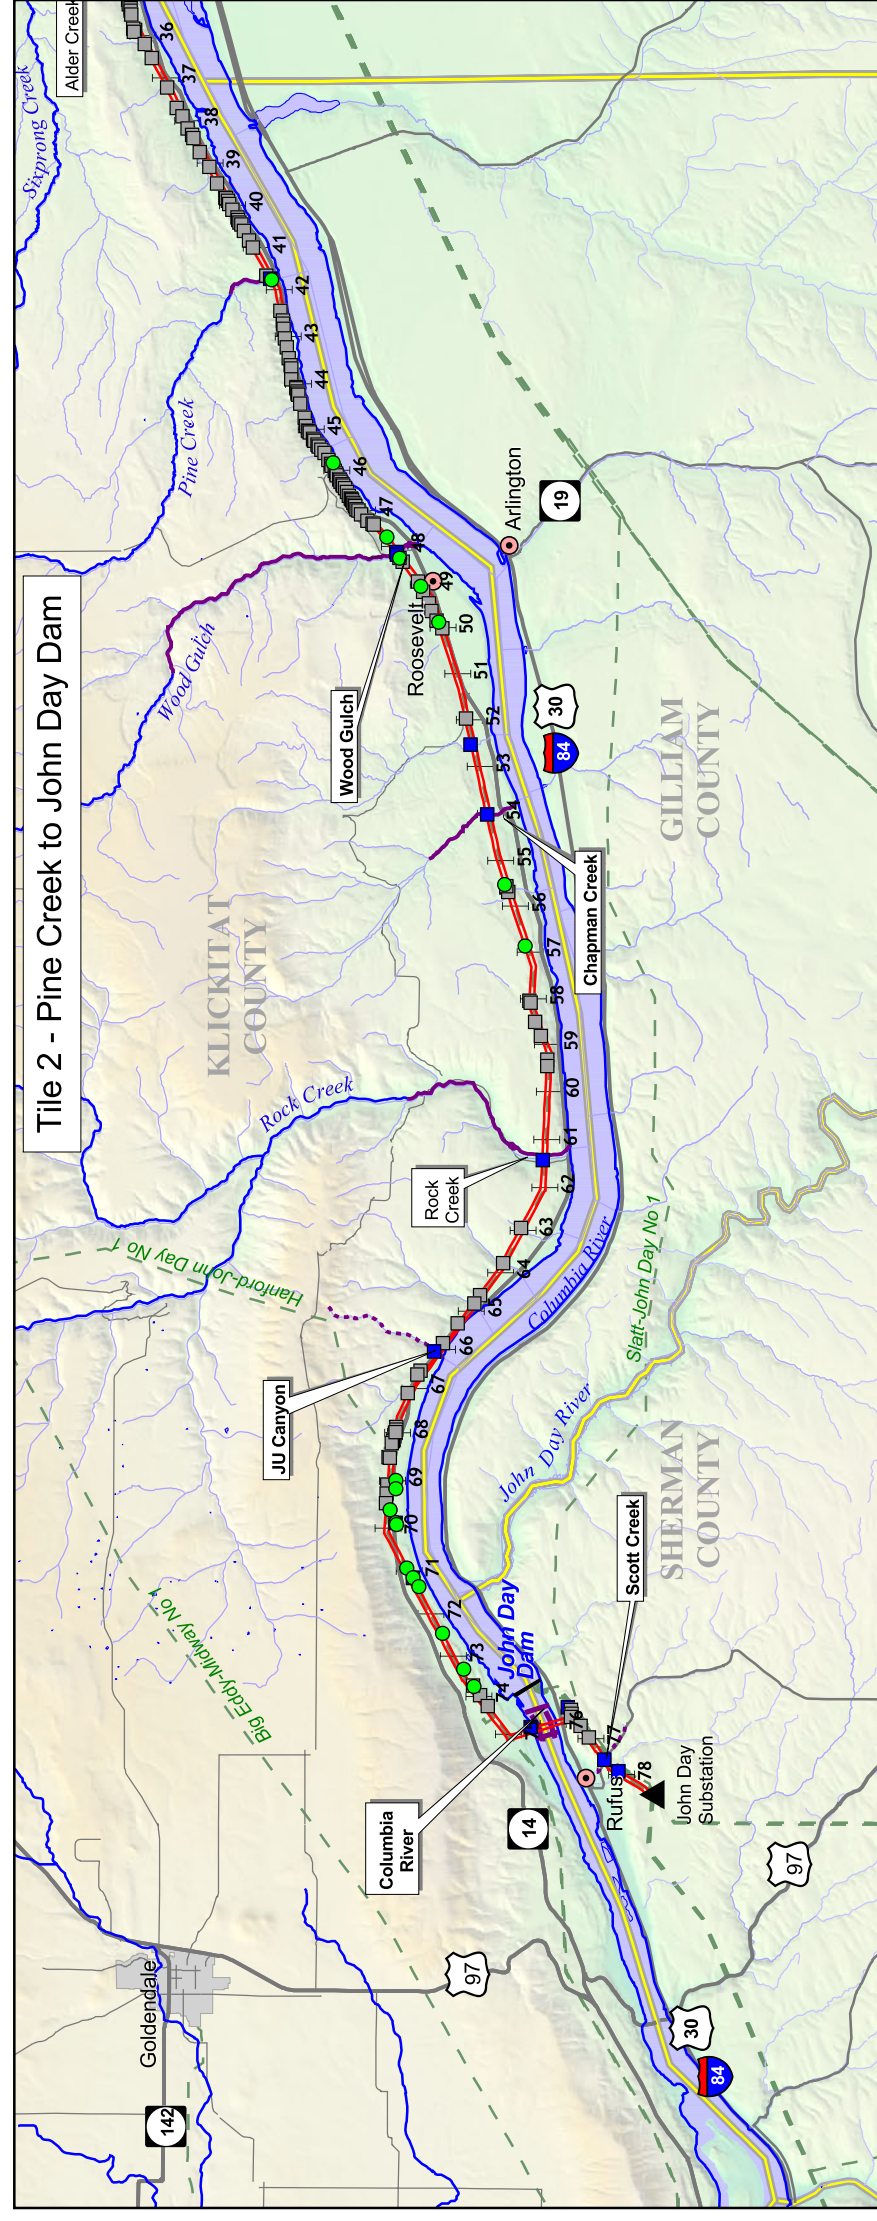 Tile 2 - Pine Creek to John Day Dam
Alder Creek
Sixprong Creek
36
37
38
39
40
41
42
43
44
45
46
47
48
49
50
51
52
53
54
55
56
57
58
59
60
61
62
63
64
65
66
67
68
69
70
71
72
73
74
76
77
78
Pine Creek
Wood Gulch
Wood Gulch
Roosevelt
Arlington
19
30
84
GILLIAM
COUNTY
KLICKITAT
COUNTY
Chapman Creek
Rock Creek
Rock
Creek
Hanford-John Day No 1
Columbia River
Slatt-John Day No 1
JU Canyon
John Day River
SHERMAN
COUNTY
Scott Creek
John Day
Dam
Big Eddy-Midway No 1
Columbia
River
14
Rufus
John Day
Substation
97
97
Goldendale
142
30
84